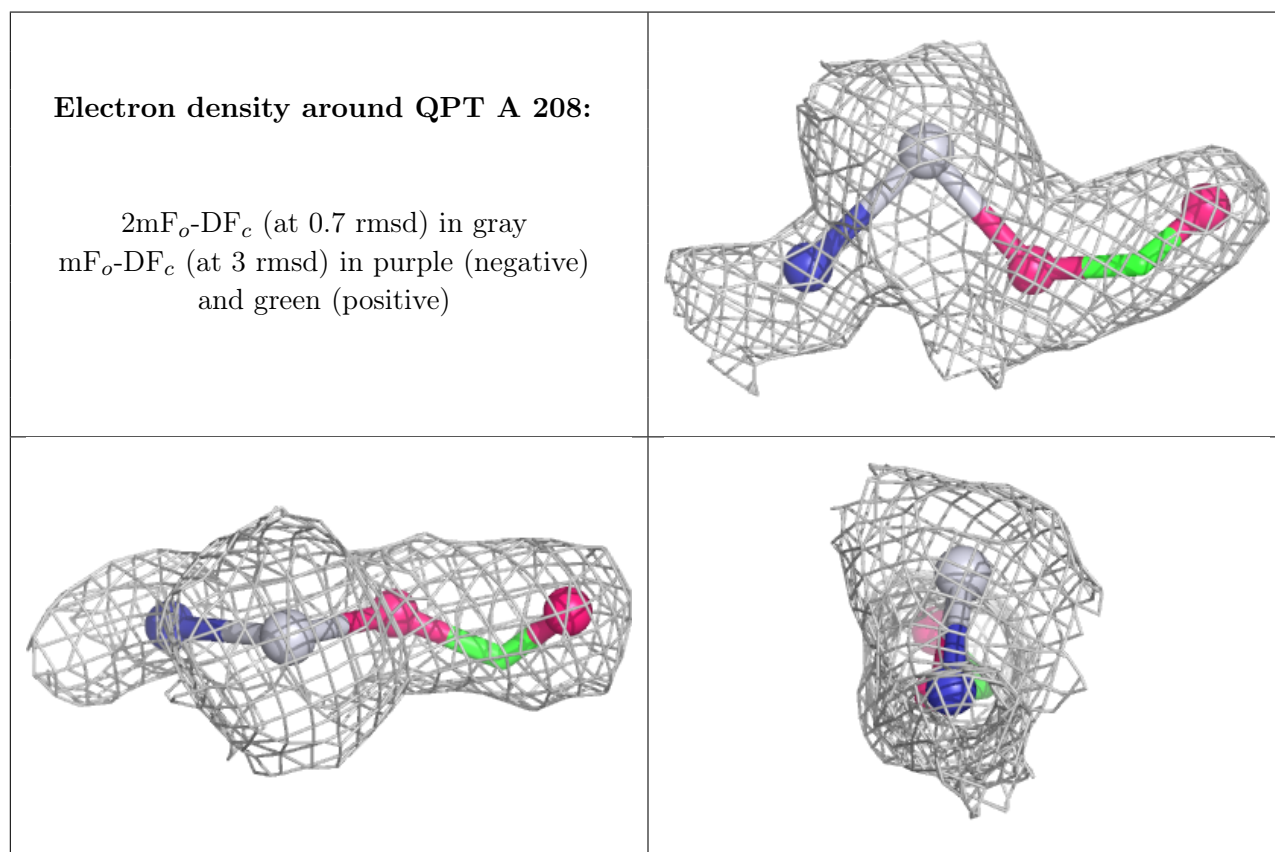 Electron density around QPT A 208:
2mFo-DFc (at 0.7 rmsd) in gray
mFo-DFc (at 3 rmsd) in purple (negative)
and green (positive)